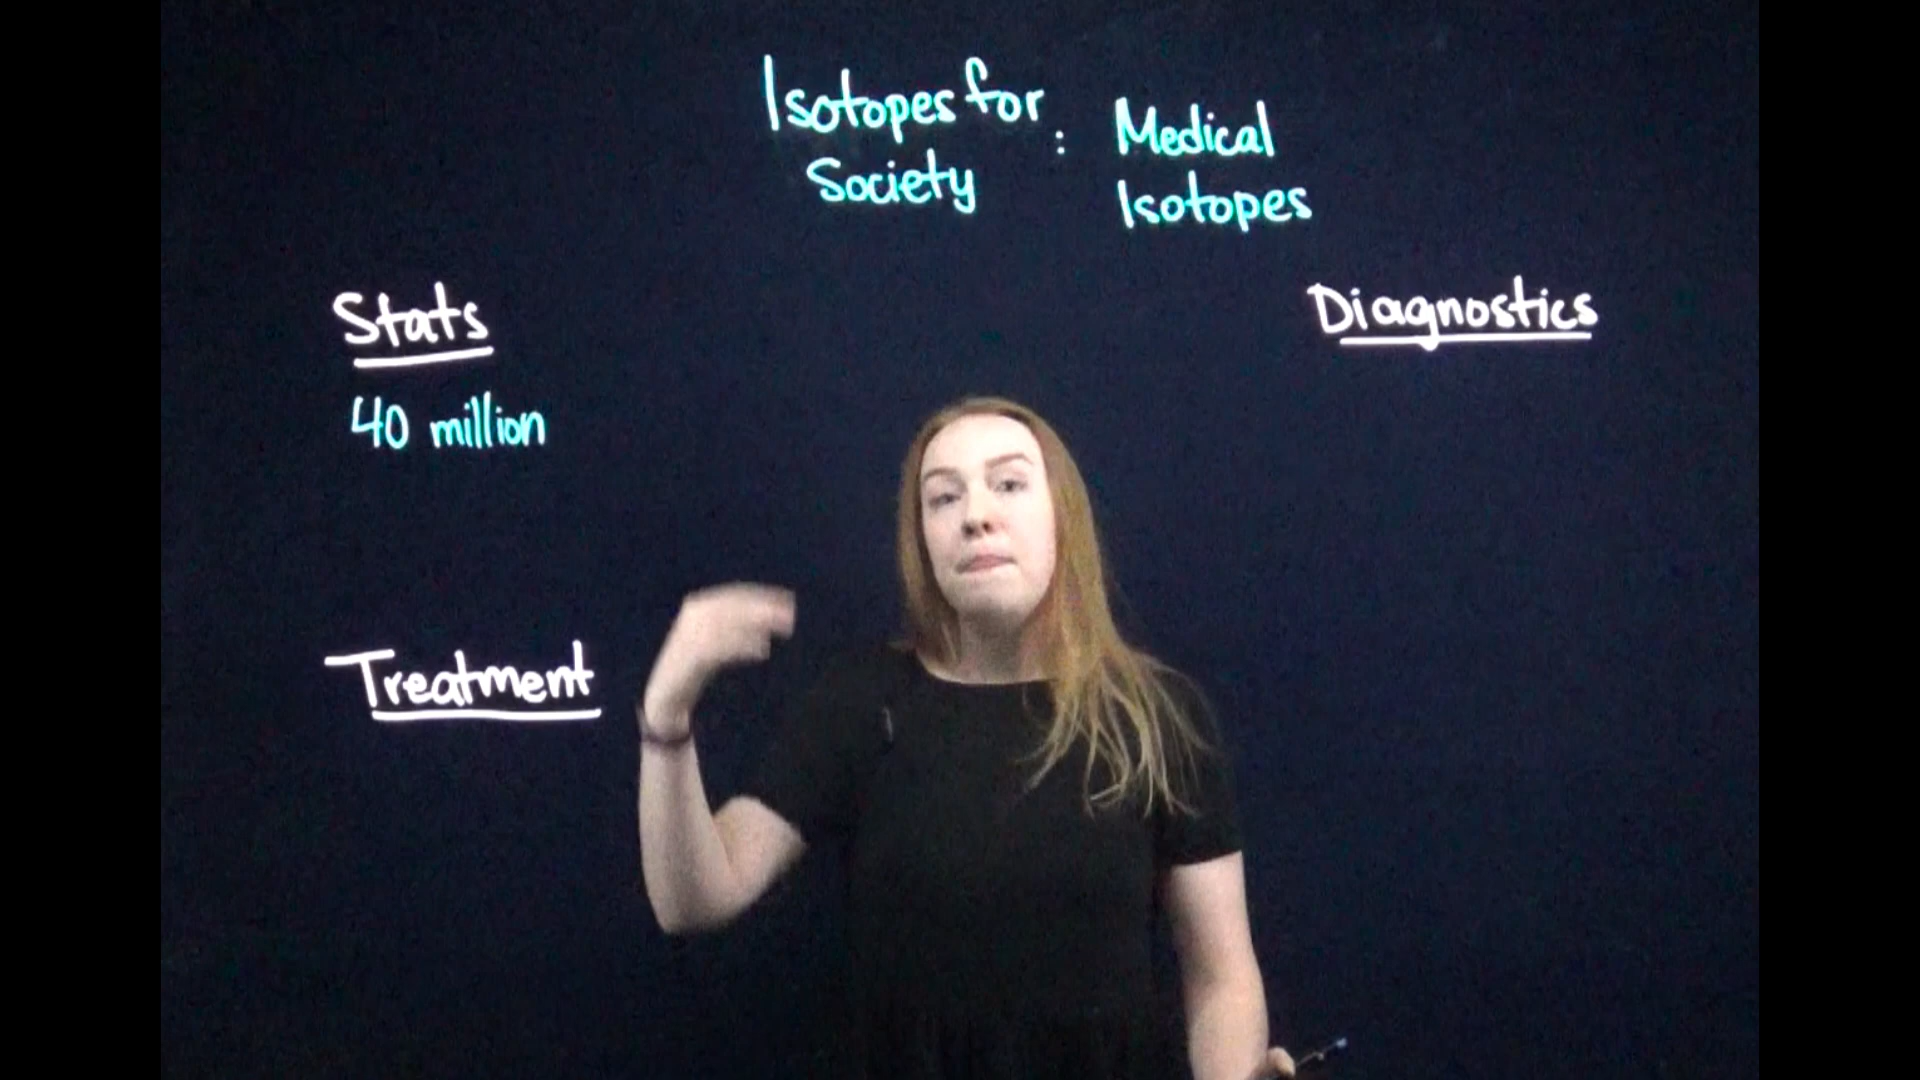 Isotopes for
Society
: Medical
Isotopes
Stats
40 million
Treatment
Diagnostics